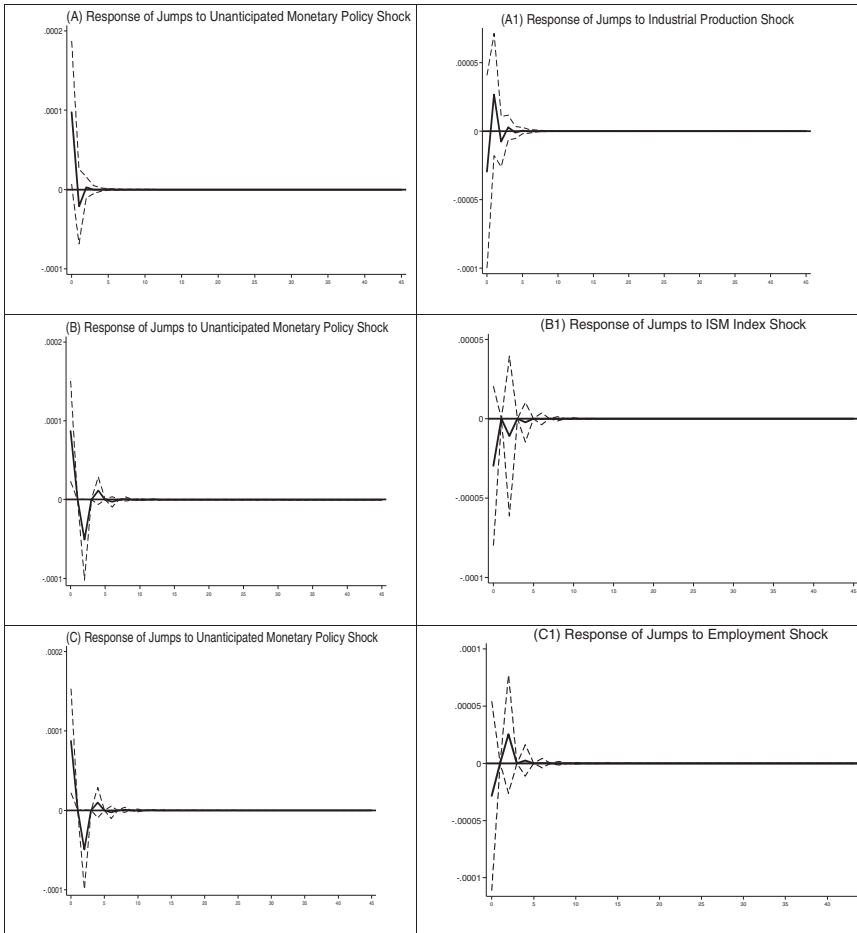 (A) Response of Jumps to Unanticipated Monetary Policy Shock
.0002
.0001
0
-.0001
0 5 10 15 20 25 30 35 40 45
(A1) Response of Jumps to Industrial Production Shock
.00005
0
-.00005
-.0001
0 5 10 15 20 25 30 35 40 45
(B) Response of Jumps to Unanticipated Monetary Policy Shock
.0002
.0001
0
-.0001
0 5 10 15 20 25 30 35 40 45
(B1) Response of Jumps to ISM Index Shock
.00005
0
-.00005
-.0001
0 5 10 15 20 25 30 35 40 45
(C) Response of Jumps to Unanticipated Monetary Policy Shock
.0002
.0001
0
-.0001
0 5 10 15 20 25 30 35 40 45
(C1) Response of Jumps to Employment Shock
.0001
.00005
0
-.00005
-.0001
0 5 10 15 20 25 30 35 40